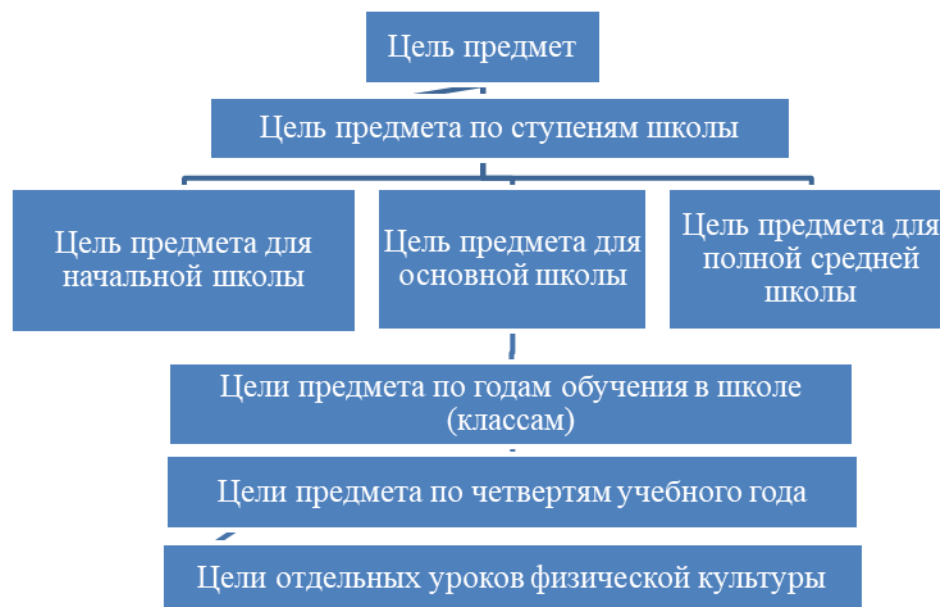 Цель предмет
Цель предмета по ступеням школы
Цель предмета для
начальной школы
Цель предмета для
основной школы
Цель предмета для
полной средней
школы
Цели предмета по годам обучения в школе
(классам)
Цели предмета по четвертям учебного года
Цели отдельных уроков физической культуры